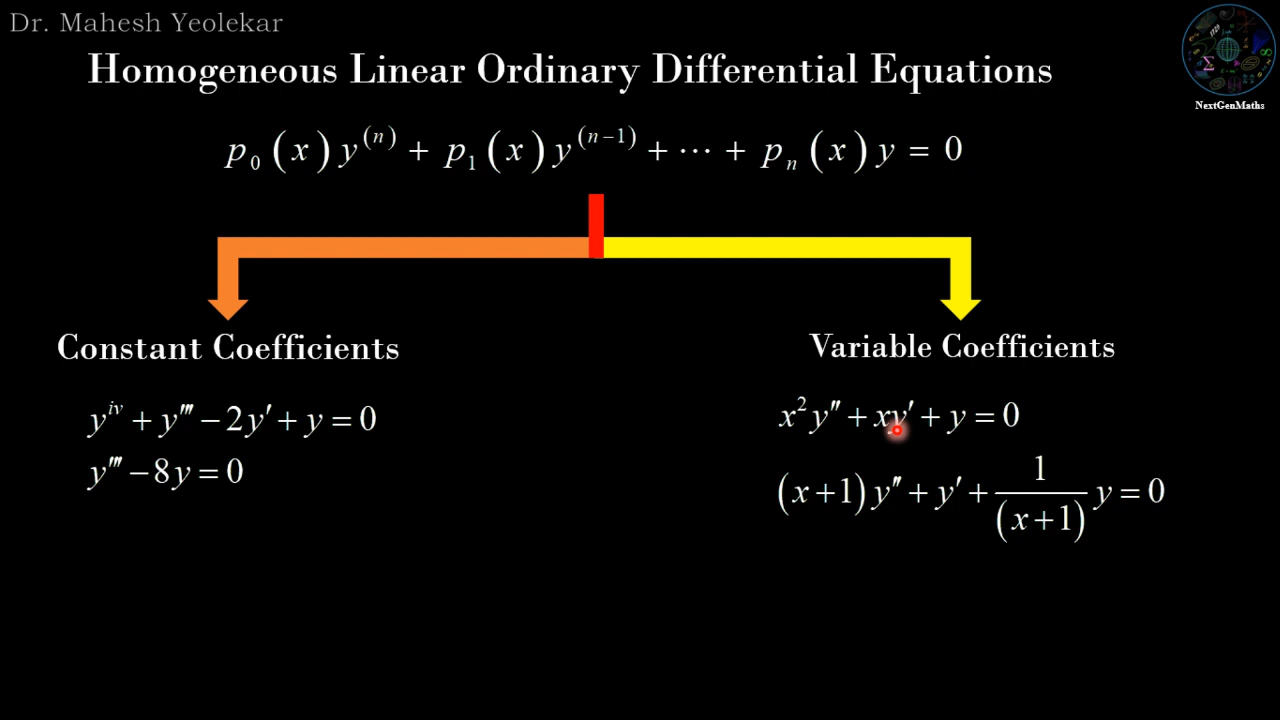 Dr. Mahesh Yeolekar
Homogeneous Linear Ordinary Differential Equations
NextGenMaths
p₀(x)y⁽ⁿ⁾ + p₁(x)y⁽ⁿ⁻¹⁾ + ⋯ + pₙ(x)y = 0
Constant Coefficients
yⁱᵛ + y‴ − 2y′ + y = 0
y‴ − 8y = 0
Variable Coefficients
x²y″ + xy′ + y = 0
(x+1)y″ + y′ + 1/(x+1) y = 0